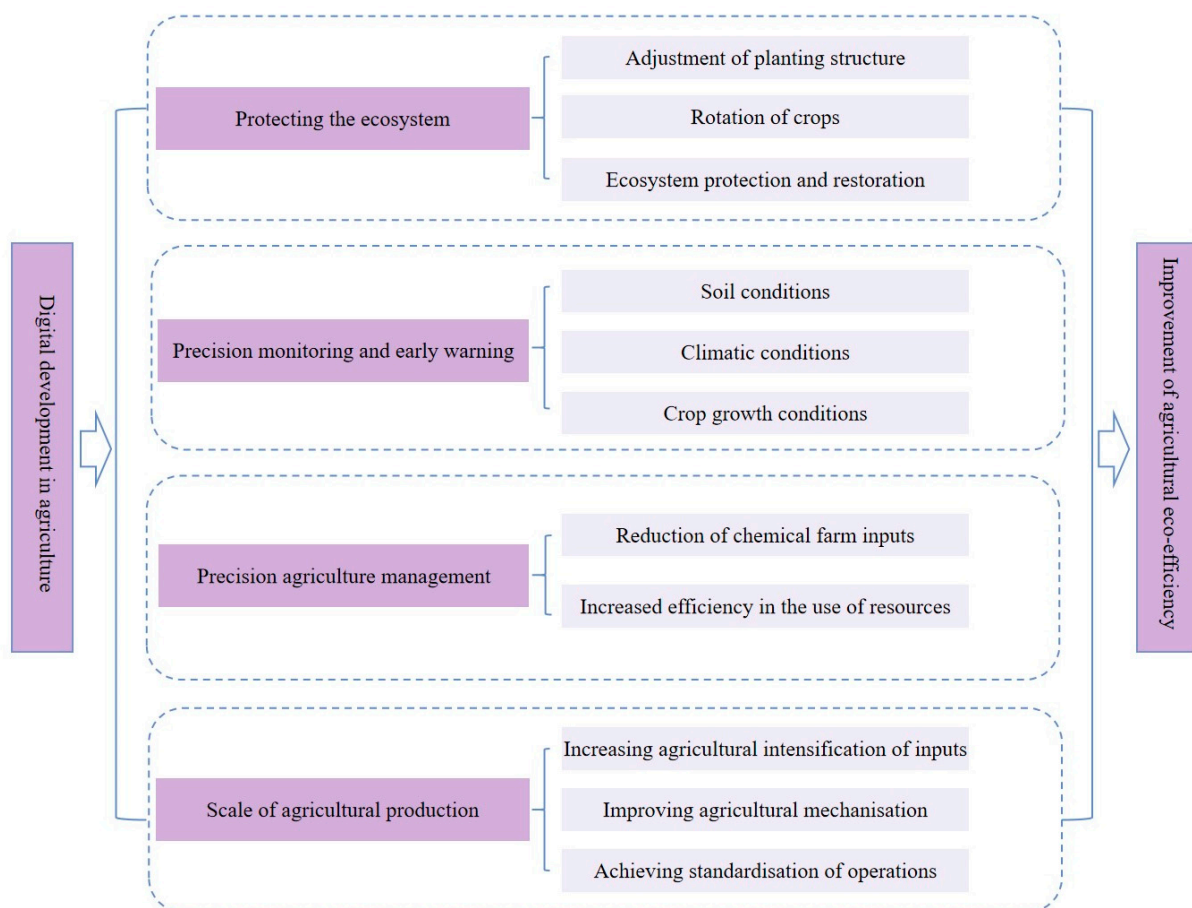 Digital development in agriculture
Protecting the ecosystem
Adjustment of planting structure
Rotation of crops
Ecosystem protection and restoration
Precision monitoring and early warning
Soil conditions
Climatic conditions
Crop growth conditions
Precision agriculture management
Reduction of chemical farm inputs
Increased efficiency in the use of resources
Scale of agricultural production
Increasing agricultural intensification of inputs
Improving agricultural mechanisation
Achieving standardisation of operations
Improvement of agricultural eco-efficiency